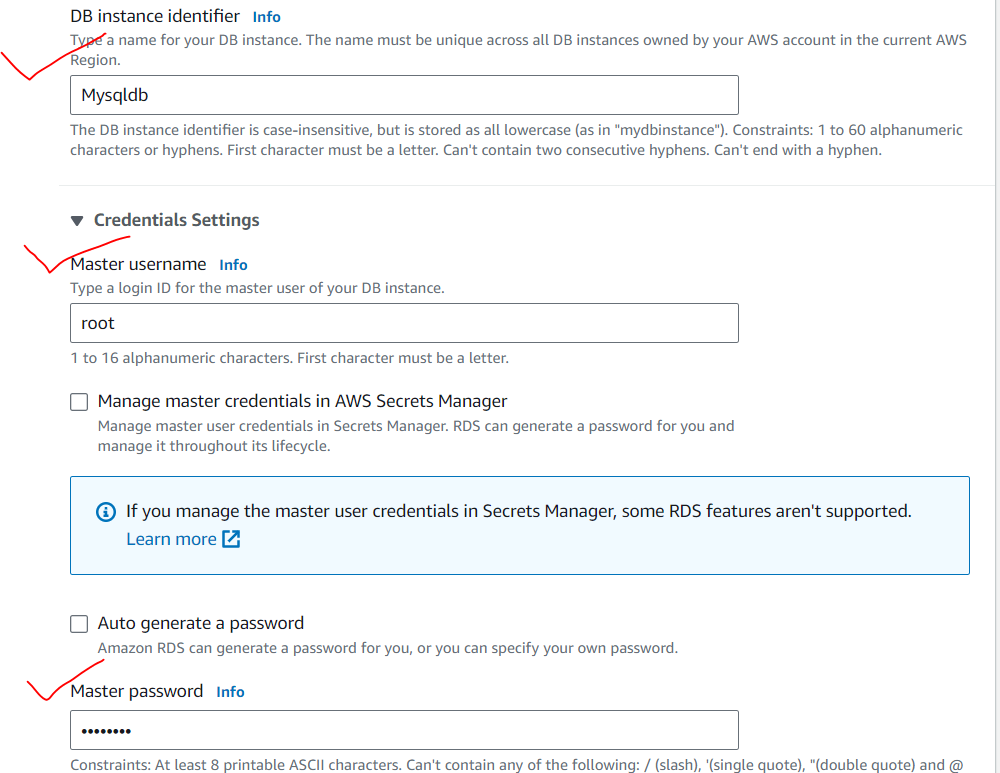 DB instance identifier Info
Type a name for your DB instance. The name must be unique across all DB instances owned by your AWS account in the current AWS
Region.
Mysqldb
The DB instance identifier is case-insensitive, but is stored as all lowercase (as in "mydbinstance"). Constraints: 1 to 60 alphanumeric
characters or hyphens. First character must be a letter. Can't contain two consecutive hyphens. Can't end with a hyphen.
Credentials Settings
Master username Info
Type a login ID for the master user of your DB instance.
root
1 to 16 alphanumeric characters. First character must be a letter.
Manage master credentials in AWS Secrets Manager
Manage master user credentials in Secrets Manager. RDS can generate a password for you and
manage it throughout its lifecycle.
If you manage the master user credentials in Secrets Manager, some RDS features aren't supported.
Learn more
Auto generate a password
Amazon RDS can generate a password for you, or you can specify your own password.
Master password Info
••••••••
Constraints: At least 8 printable ASCII characters. Can't contain any of the following: / (slash), '(single quote), "(double quote) and @